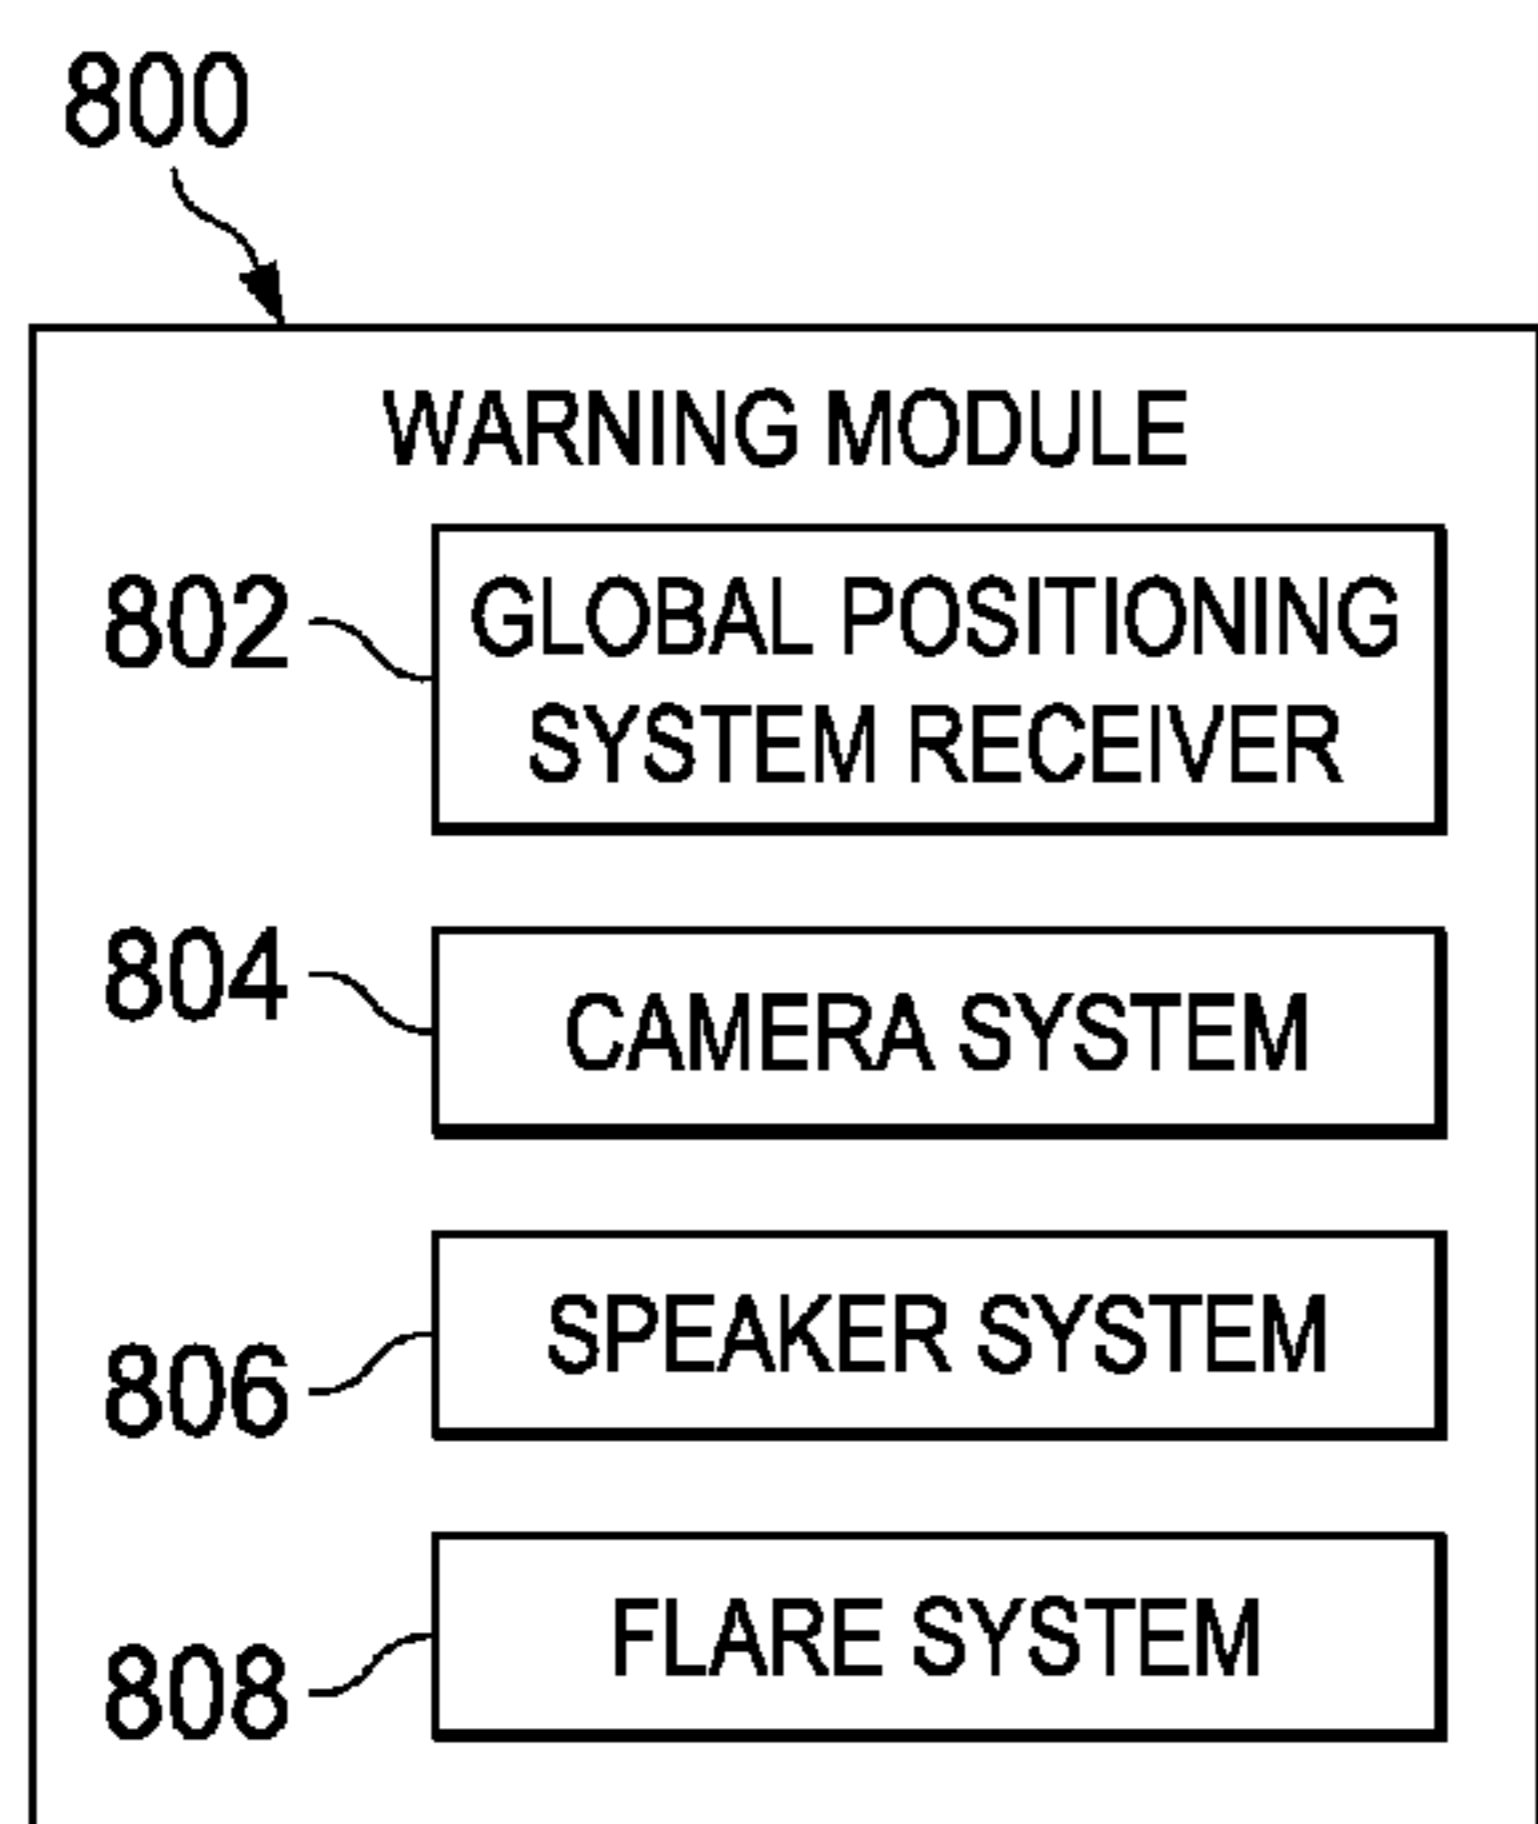 800
WARNING MODULE
802
GLOBAL POSITIONING
SYSTEM RECEIVER
804
CAMERA SYSTEM
806
SPEAKER SYSTEM
808
FLARE SYSTEM